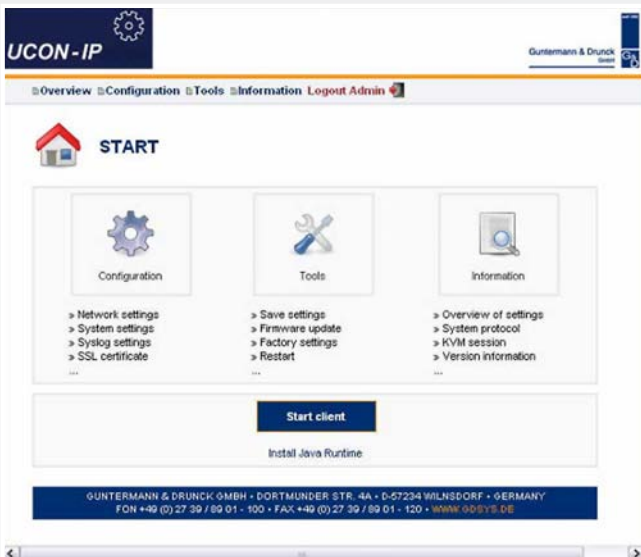 UCON-IP
Guntermann & Drunck
GmbH
G&D
Overview Configuration Tools Information Logout Admin
START
Configuration
Tools
Information
» Network settings
» System settings
» Syslog settings
» SSL certificate
...
» Save settings
» Firmware update
» Factory settings
» Restart
...
» Overview of settings
» System protocol
» KVM session
» Version information
...
Start client
Install Java Runtime
GUNTERMANN & DRUNCK GMBH • DORTMUNDER STR. 4A • D-57234 WILNSDORF • GERMANY
FON +49 (0) 27 39 / 89 01 - 100 • FAX +49 (0) 27 39 / 89 01 - 120 • WWW.GDSYS.DE